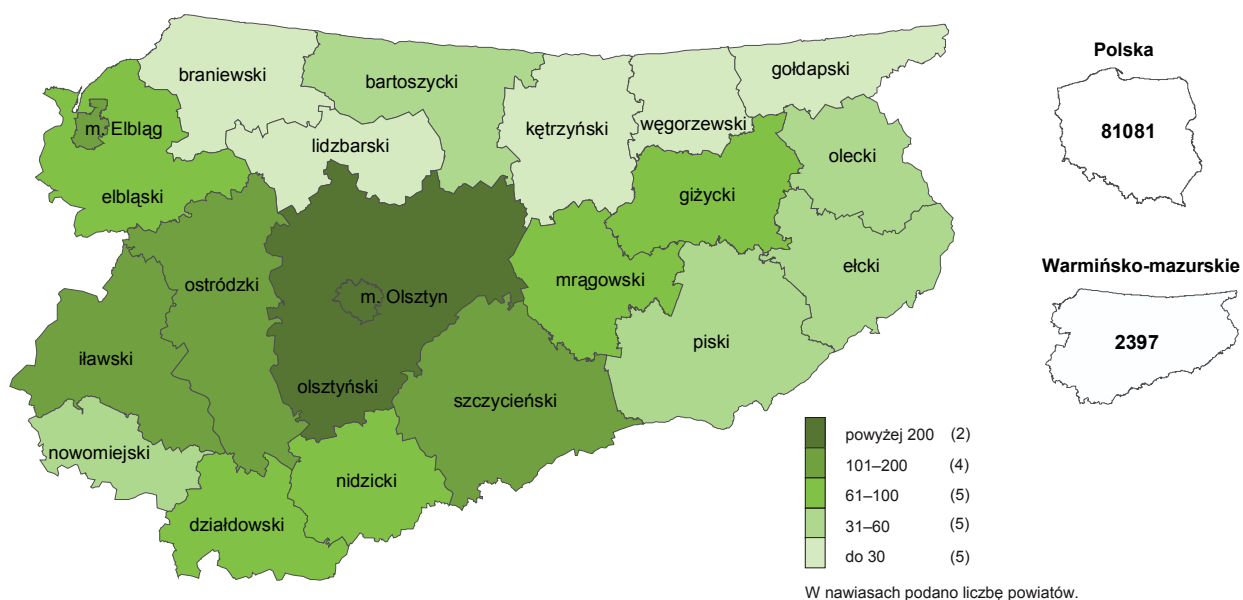 braniewski
bartoszycki
gołdapski
m. Elbląg
kętrzyński
węgorzewski
lidzbarski
olecki
elbląski
giżycki
ostródzki
m. Olsztyn
mrągowski
ełcki
iławski
piski
olsztyński
szczycieński
nowomiejski
nidzicki
działdowski
Polska
81081
Warmińsko-mazurskie
2397
powyżej 200 (2)
101–200 (4)
61–100 (5)
31–60 (5)
do 30 (5)
W nawiasach podano liczbę powiatów.